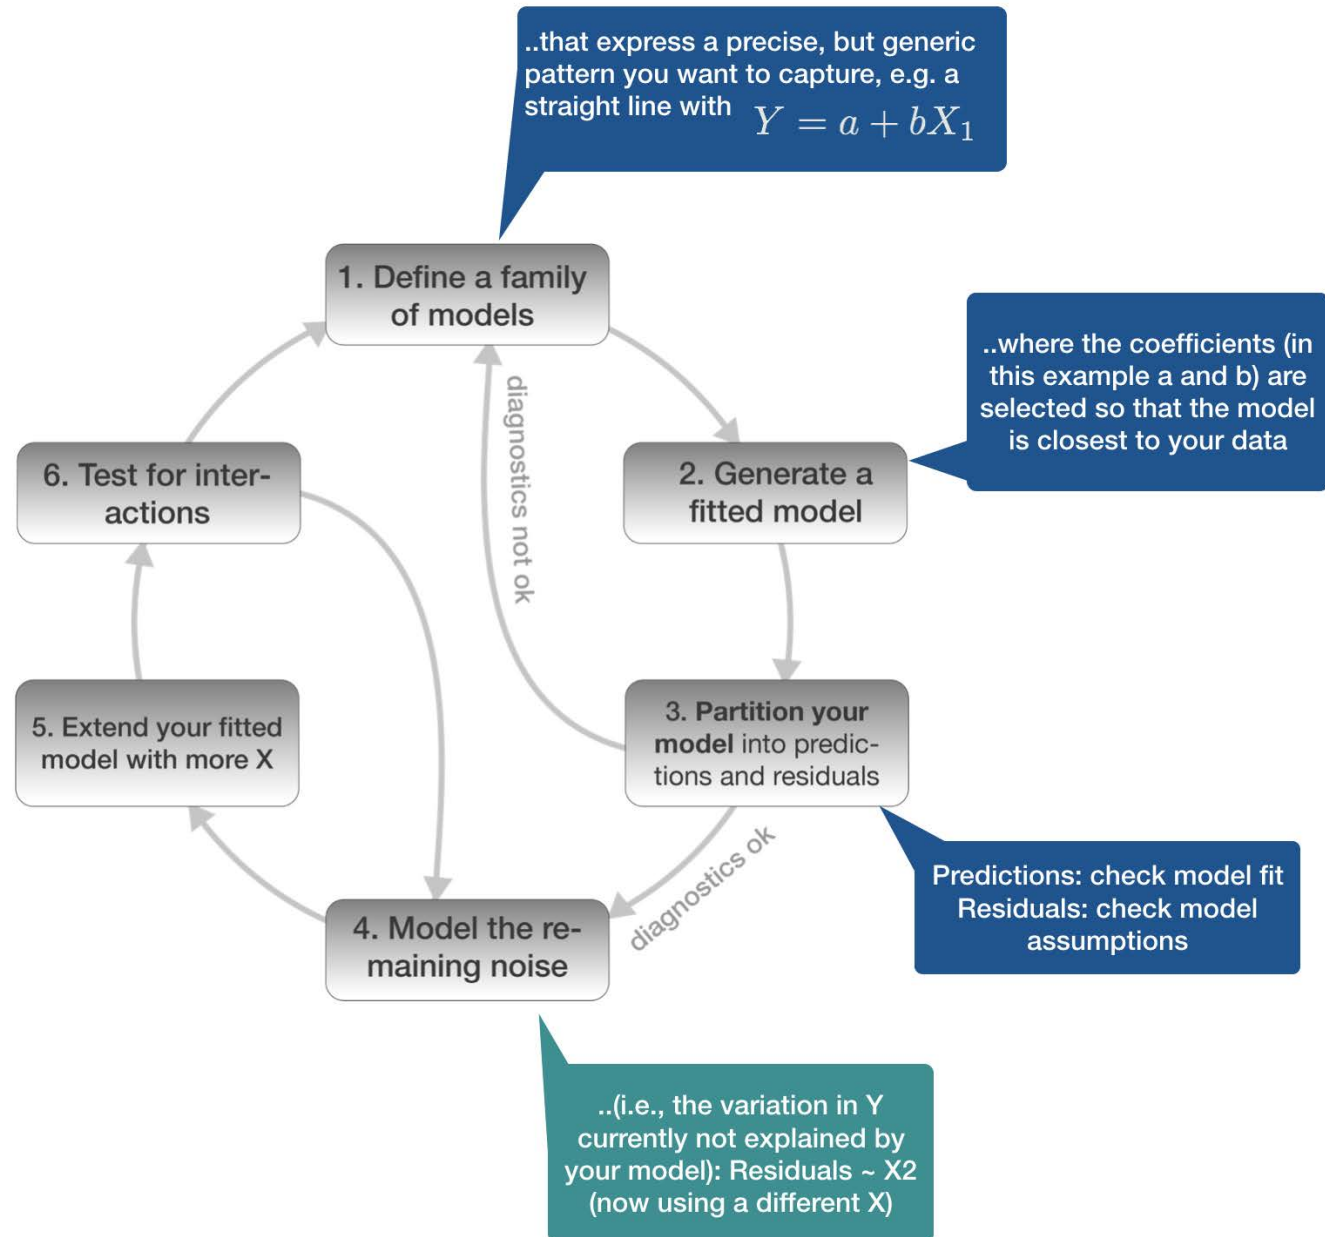 ..that express a precise, but generic
pattern you want to capture, e.g. a
straight line with Y = a + bX₁
1. Define a family
of models
..where the coefficients (in
this example a and b) are
selected so that the model
is closest to your data
diagnostics not ok
6. Test for inter-
actions
2. Generate a
fitted model
5. Extend your fitted
model with more X
3. Partition your
model into predic-
tions and residuals
diagnostics ok
Predictions: check model fit
Residuals: check model
assumptions
4. Model the re-
maining noise
..(i.e., the variation in Y
currently not explained by
your model): Residuals ~ X2
(now using a different X)